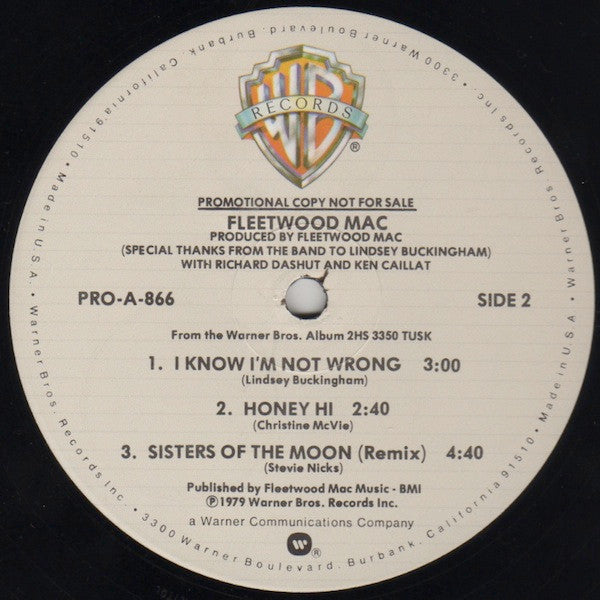 WB
RECORDS
®
PROMOTIONAL COPY NOT FOR SALE
FLEETWOOD MAC
PRODUCED BY FLEETWOOD MAC
(SPECIAL THANKS FROM THE BAND TO LINDSEY BUCKINGHAM)
WITH RICHARD DASHUT AND KEN CAILLAT
PRO-A-866 SIDE 2
From the Warner Bros. Album 2HS 3350 TUSK
1. I KNOW I'M NOT WRONG 3:00
(Lindsey Buckingham)
2. HONEY HI 2:40
(Christine McVie)
3. SISTERS OF THE MOON (Remix) 4:40
(Stevie Nicks)
Published by Fleetwood Mac Music - BMI
℗1979 Warner Bros. Records Inc.
a Warner Communications Company
W®
Warner Bros. Records Inc. • 3300 Warner Boulevard, Burbank, California 91510 • Made in U.S.A. • Warner Bros. Records Inc. • 3300 Warner Boulevard, Burbank, California 91510 • Made in U.S.A. •